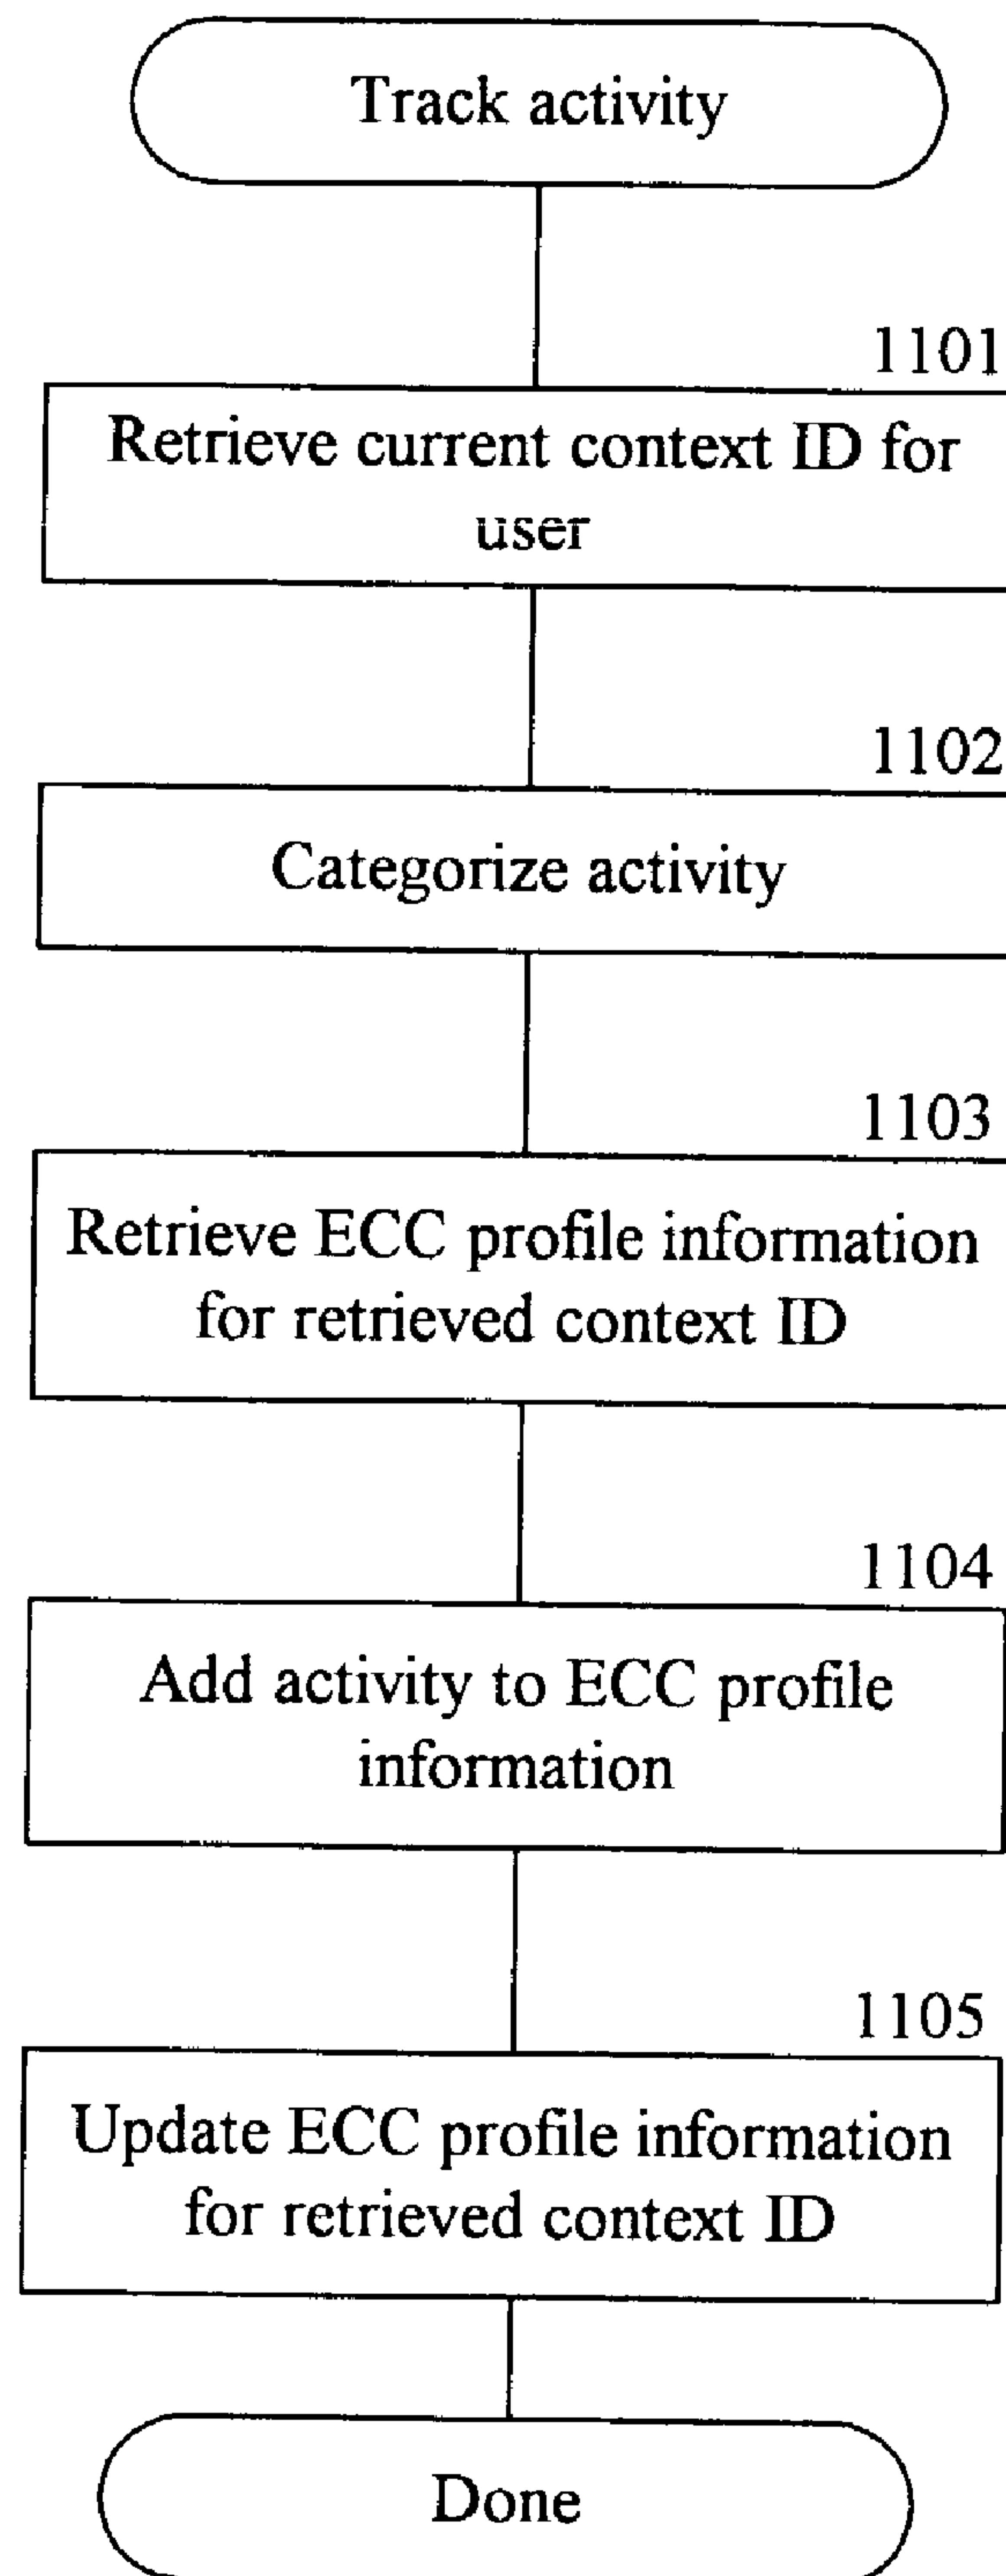 Track activity
1101
Retrieve current context ID for
user
1102
Categorize activity
1103
Retrieve ECC profile information
for retrieved context ID
1104
Add activity to ECC profile
information
1105
Update ECC profile information
for retrieved context ID
Done